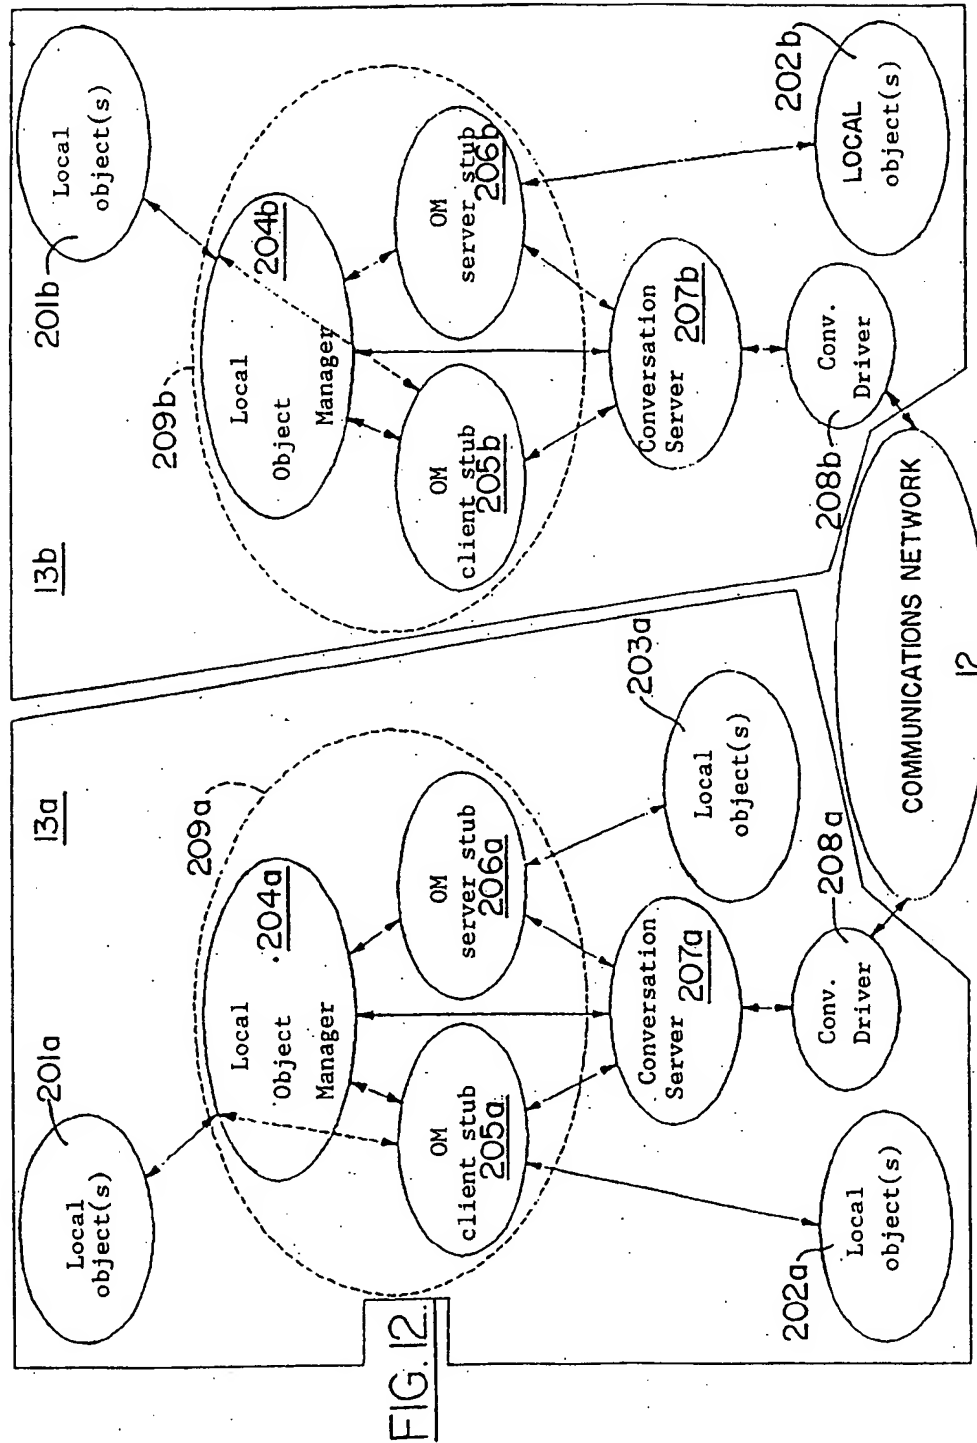 FIG. 12.
13a
201a
Local
object(s)
209a
Local
Object
Manager
204a
OM
client stub
205a
OM
server stub
206a
Conversation
Server 207a
202a
Local
object(s)
203a
Local
object(s)
Conv.
Driver
208a
13b
201b
Local
object(s)
209b
Local
Object
Manager
204b
OM
client stub
205b
OM
server stub
206b
Conversation
Server 207b
202b
LOCAL
object(s)
Conv.
Driver
208b
COMMUNICATIONS NETWORK
12